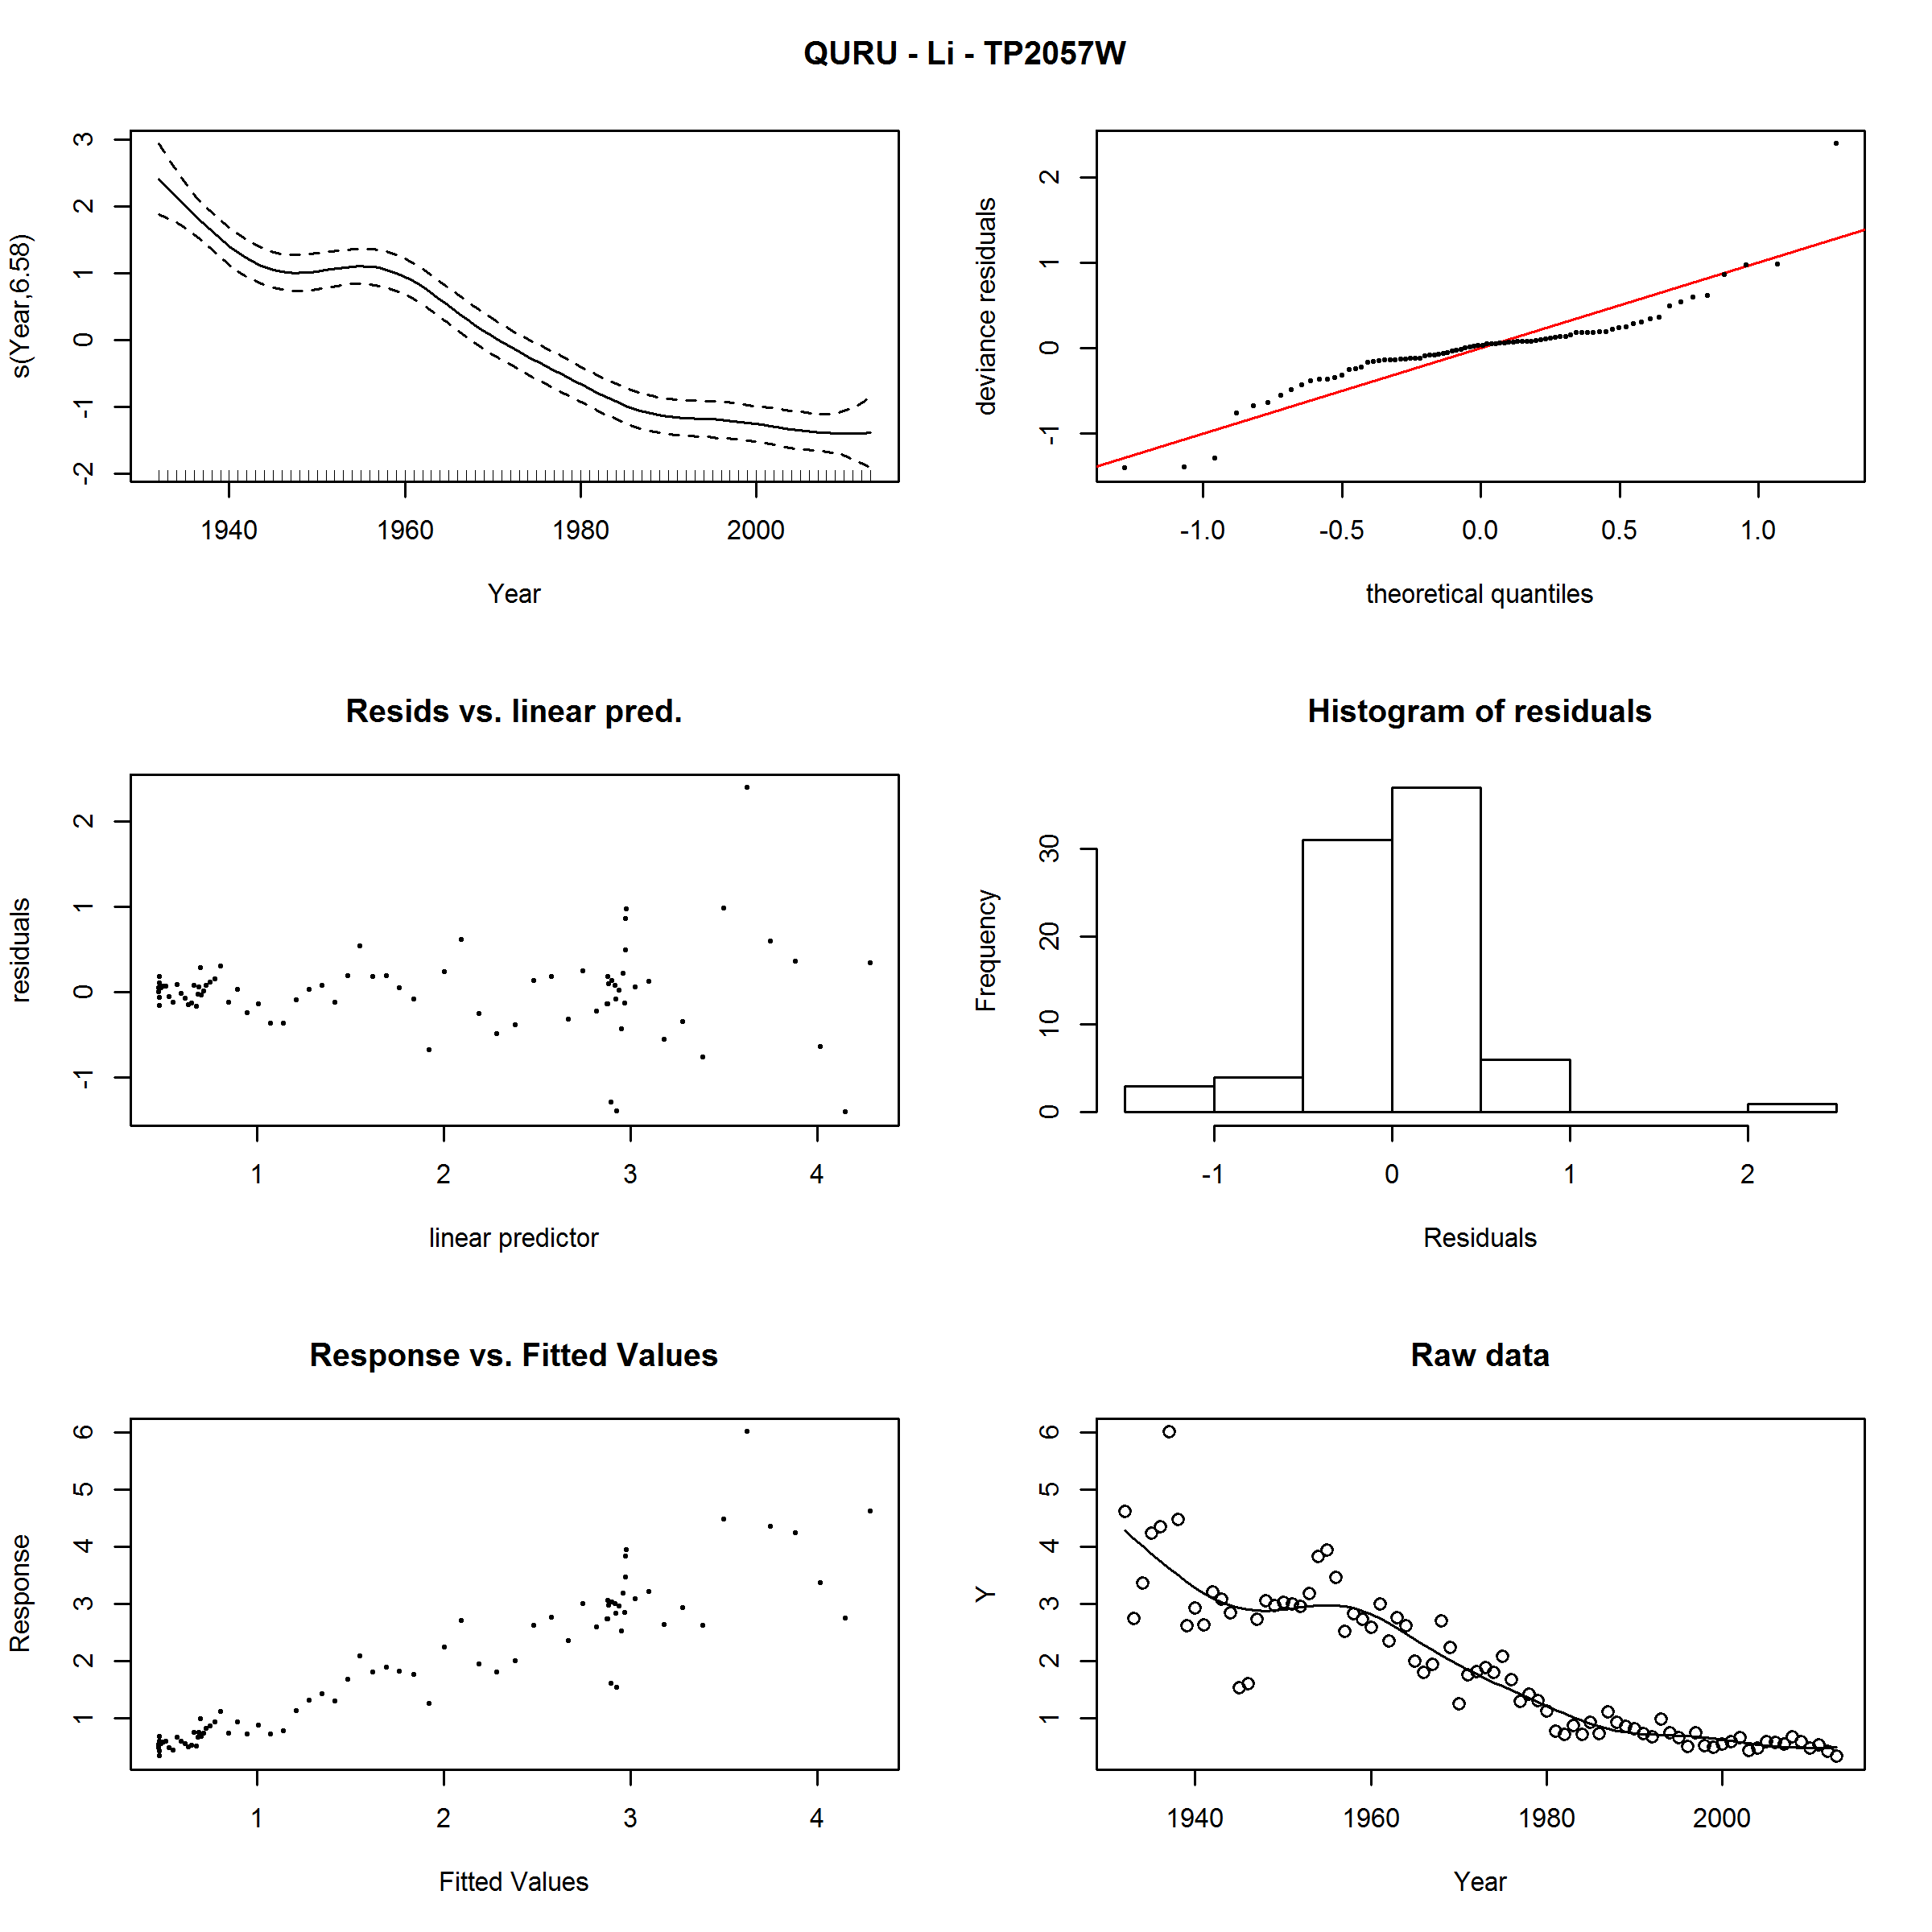 QURU - Li - TP2057W
3
2
1
0
-1
-2
s(Year,6.58)
1940 1960 1980 2000
Year
2
1
0
-1
deviance residuals
-1.0 -0.5 0.0 0.5 1.0
theoretical quantiles
Resids vs. linear pred.
2
1
0
-1
residuals
1 2 3 4
linear predictor
Histogram of residuals
30
20
10
0
Frequency
-1 0 1 2
Residuals
Response vs. Fitted Values
6
5
4
3
2
1
Response
1 2 3 4
Fitted Values
Raw data
6
5
4
3
2
1
Y
1940 1960 1980 2000
Year